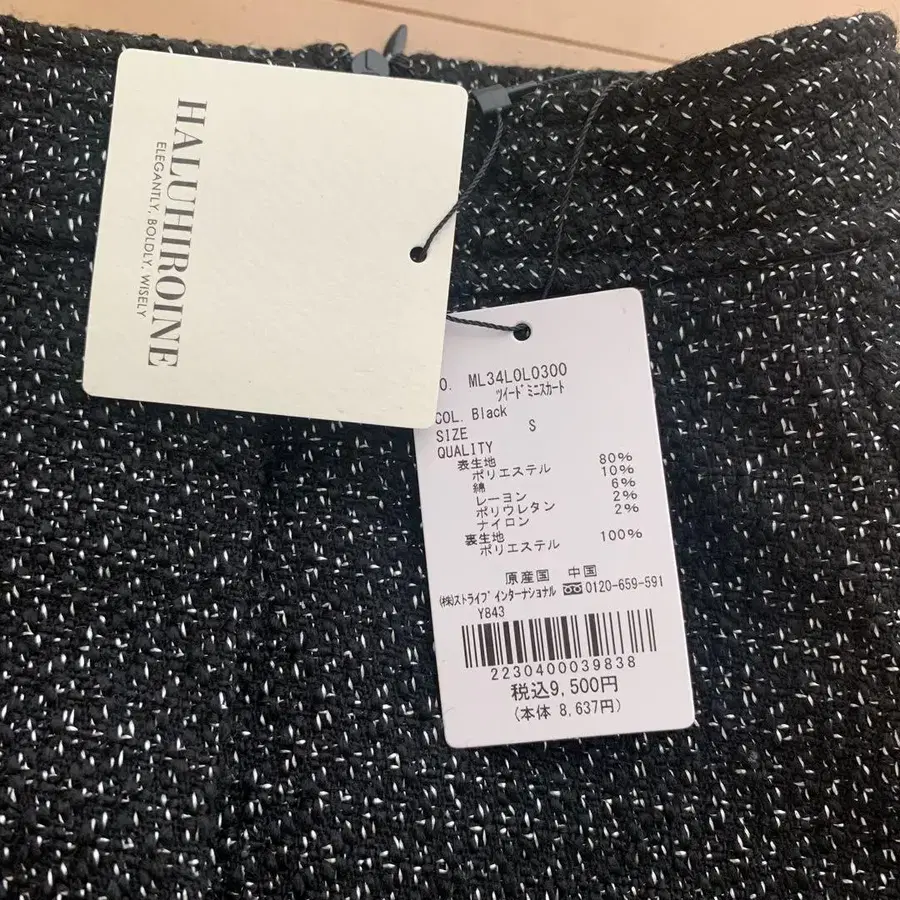 HALUHIROINE
ELEGANTLY, BOLDLY, WISELY
O. ML34L0L0300
ツイードミニスカート
COL. Black
SIZE S
QUALITY
表生地
ポリエステル 80%
綿 10%
レーヨン 6%
ポリウレタン 2%
ナイロン 2%
裏生地
ポリエステル 100%
原産国 中国
(株)ストライプインターナショナル 0120-659-591
Y843
2230400039838
税込9,500円
(本体 8,637円)